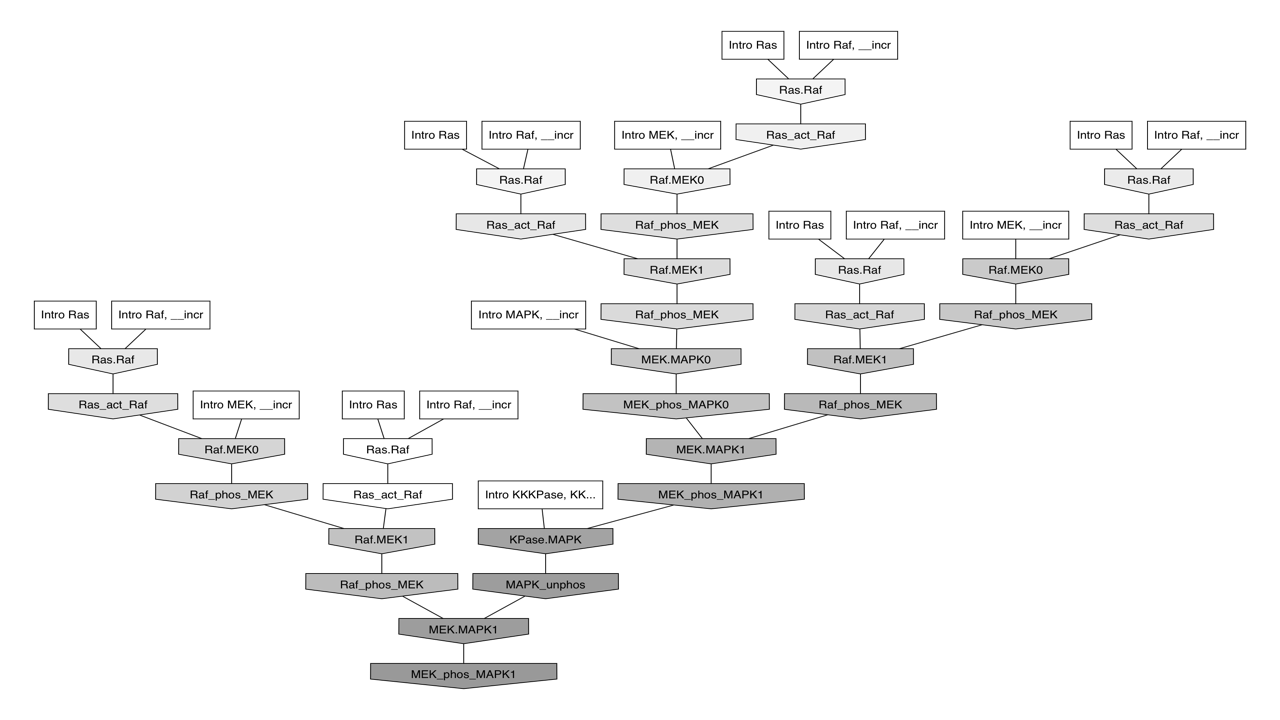 Intro Ras
Intro Raf, __incr
Ras.Raf
Intro Ras
Intro Raf, __incr
Intro MEK, __incr
Ras_act_Raf
Intro Ras
Intro Raf, __incr
Ras.Raf
Raf.MEK0
Ras.Raf
Ras_act_Raf
Raf_phos_MEK
Intro Ras
Intro Raf, __incr
Intro MEK, __incr
Ras_act_Raf
Raf.MEK1
Ras.Raf
Raf.MEK0
Intro Ras
Intro Raf, __incr
Intro MAPK, __incr
Raf_phos_MEK
Ras_act_Raf
Raf_phos_MEK
Ras.Raf
MEK.MAPK0
Raf.MEK1
Ras_act_Raf
Intro MEK, __incr
Intro Ras
Intro Raf, __incr
MEK_phos_MAPK0
Raf_phos_MEK
Raf.MEK0
Ras.Raf
MEK.MAPK1
Raf_phos_MEK
Ras_act_Raf
Intro KKKPase, KK...
MEK_phos_MAPK1
Raf.MEK1
KPase.MAPK
Raf_phos_MEK
MAPK_unphos
MEK.MAPK1
MEK_phos_MAPK1